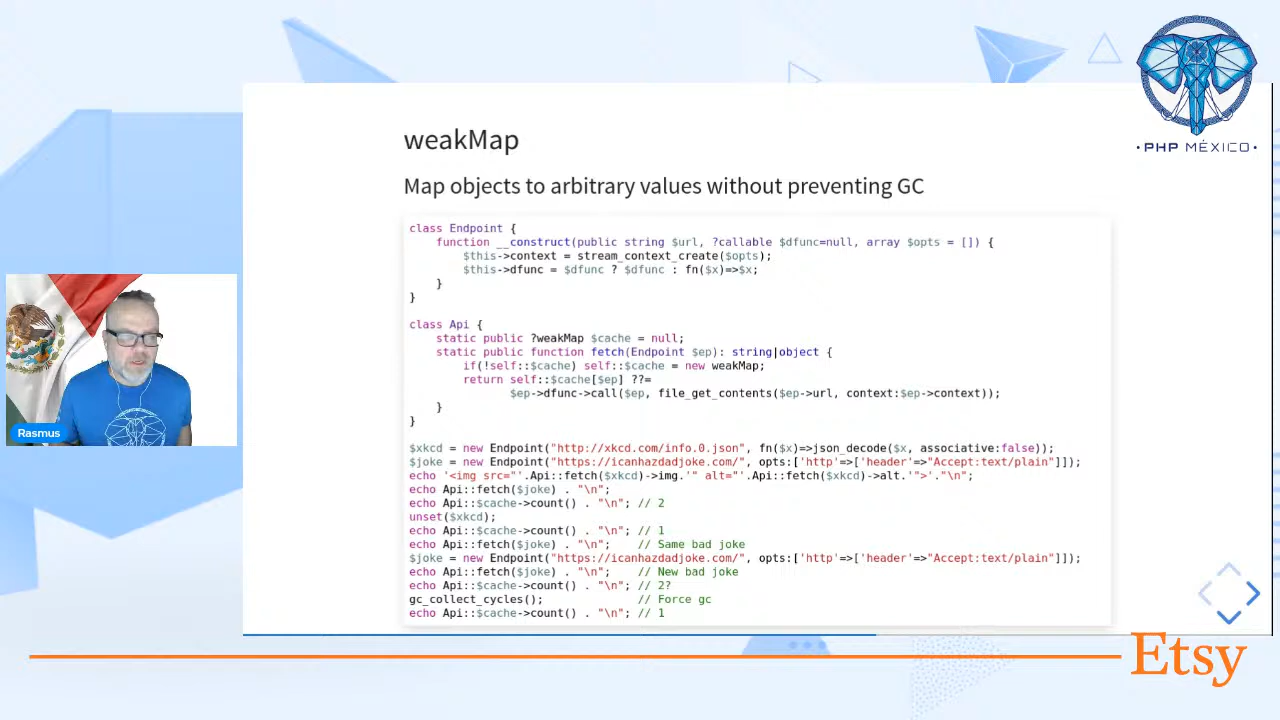 PHP MÉXICO
weakMap
Map objects to arbitrary values without preventing GC
class Endpoint {
    function __construct(public string $url, ?callable $dfunc=null, array $opts = []) {
        $this->context = stream_context_create($opts);
        $this->dfunc = $dfunc ? $dfunc : fn($x)=>$x;
    }
}
class Api {
    static public ?weakMap $cache = null;
    static public function fetch(Endpoint $ep): string|object {
        if(!self::$cache) self::$cache = new weakMap;
        return self::$cache[$ep] ??=
               $ep->dfunc->call($ep, file_get_contents($ep->url, context:$ep->context));
    }
}
$xkcd = new Endpoint("http://xkcd.com/info.0.json", fn($x)=>json_decode($x, associative:false));
$joke = new Endpoint("https://icanhazdadjoke.com/", opts:['http'=>['header'=>"Accept:text/plain"]]);
echo '<img src="'.Api::fetch($xkcd)->img.'" alt="'.Api::fetch($xkcd)->alt.'">'."\n";
echo Api::fetch($joke) . "\n";
echo Api::$cache->count() . "\n"; // 2
unset($xkcd);
echo Api::$cache->count() . "\n"; // 1
echo Api::fetch($joke) . "\n";    // Same bad joke
$joke = new Endpoint("https://icanhazdadjoke.com/", opts:['http'=>['header'=>"Accept:text/plain"]]);
echo Api::fetch($joke) . "\n";    // New bad joke
echo Api::$cache->count() . "\n"; // 2?
gc_collect_cycles();              // Force gc
echo Api::$cache->count() . "\n"; // 1
Rasmus
Etsy